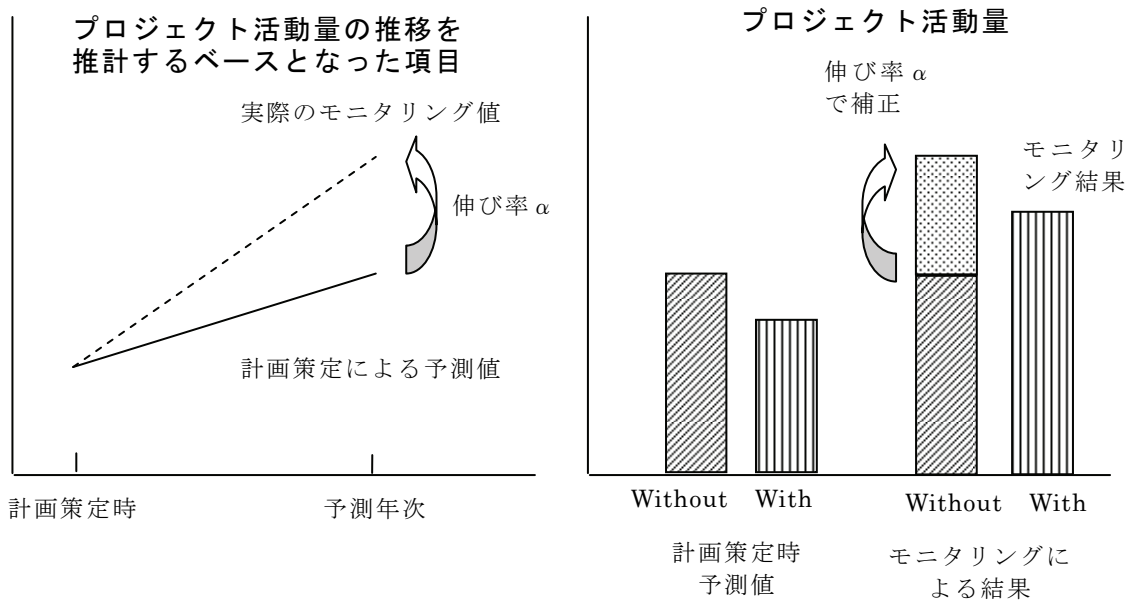 プロジェクト活動量の推移を
推計するベースとなった項目
実際のモニタリング値
伸び率α
計画策定による予測値
計画策定時
予測年次
プロジェクト活動量
伸び率α
で補正
モニタリ
ング結果
Without
With
Without
With
計画策定時
予測値
モニタリングに
よる結果